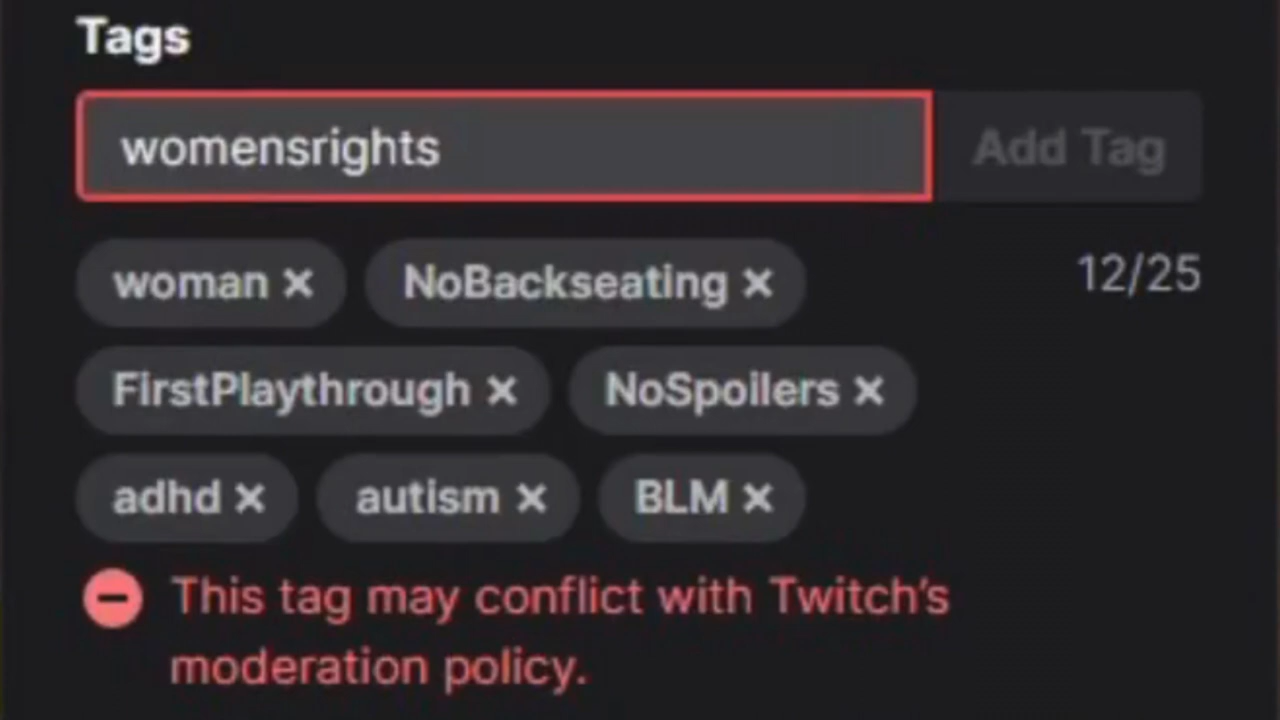 Tags
womensrights Add Tag
woman × NoBackseating × 12/25
FirstPlaythrough × NoSpoilers ×
adhd × autism × BLM ×
This tag may conflict with Twitch's
moderation policy.